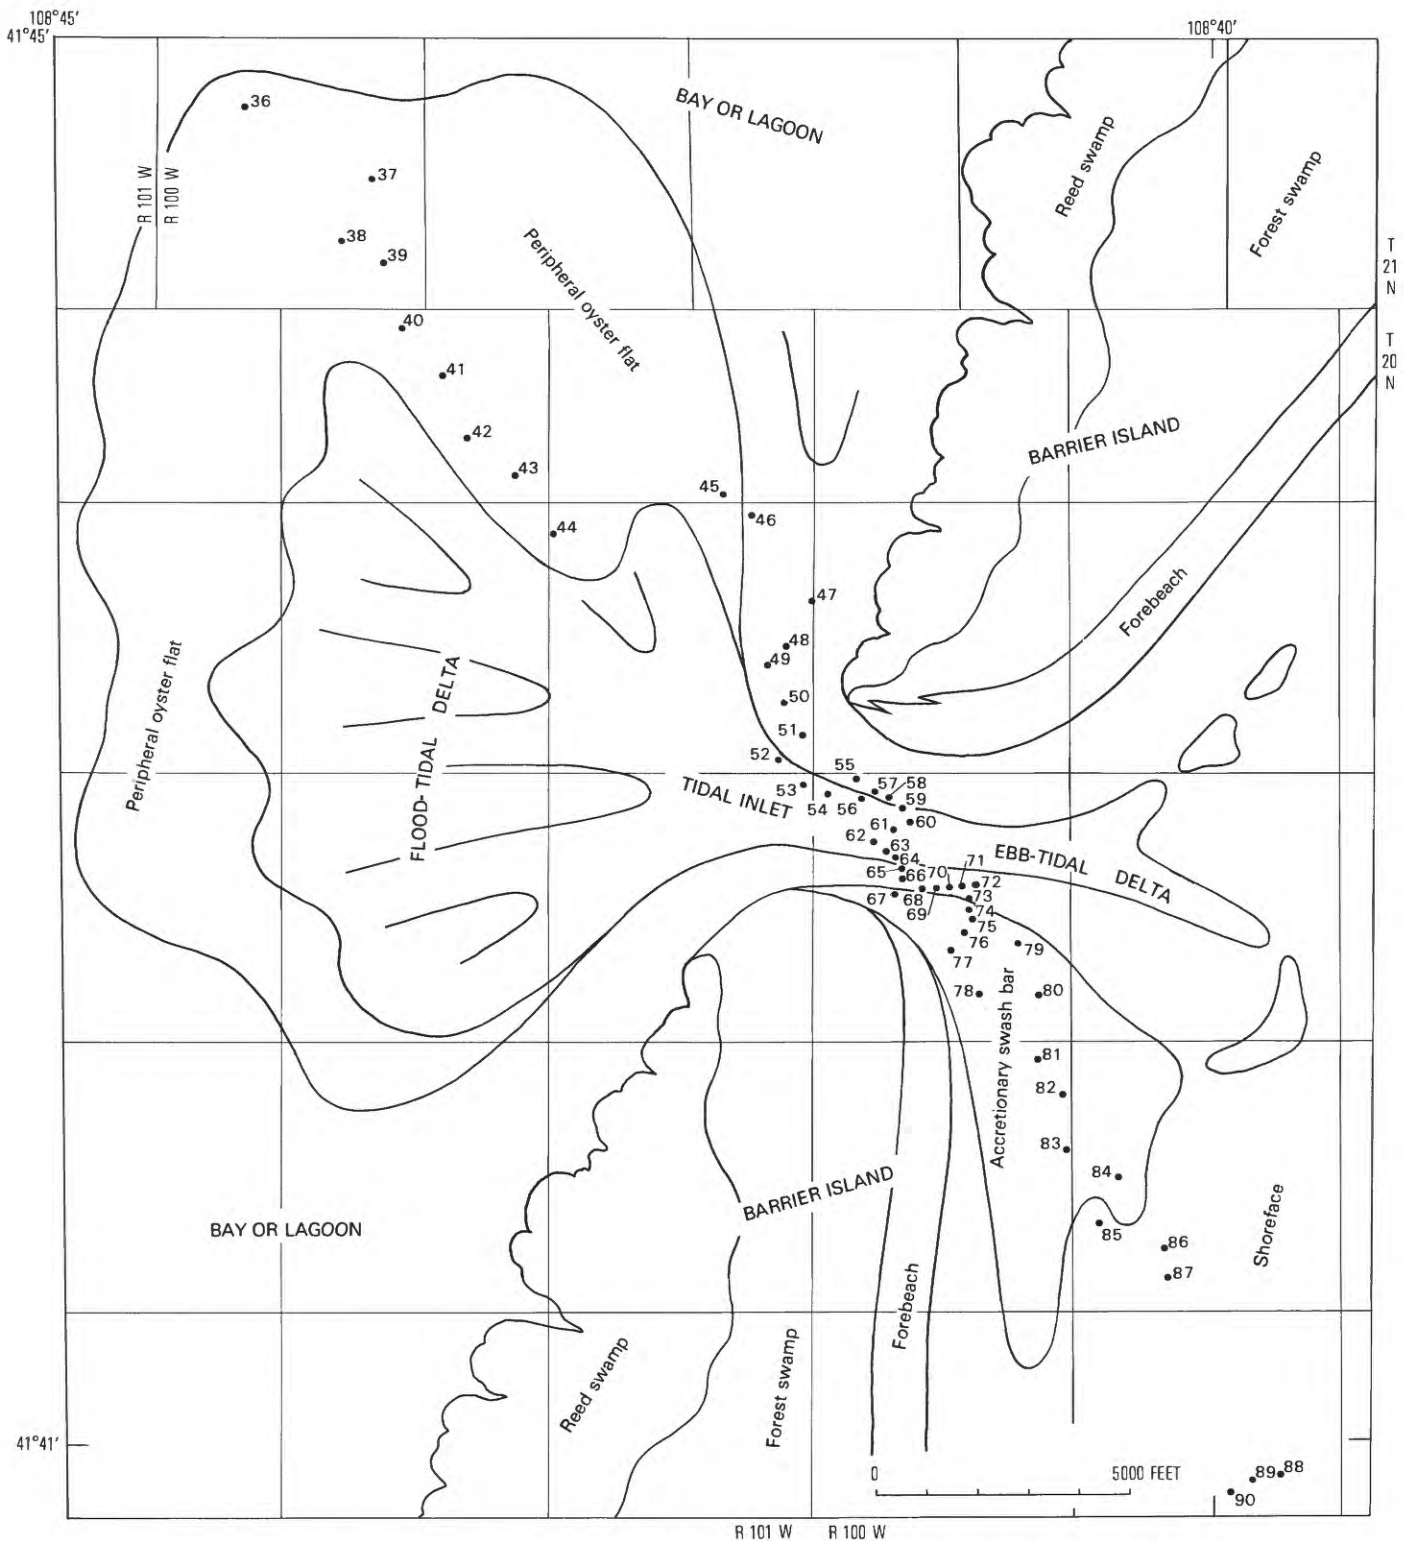 108°45'
41°45'
108°40'
36
BAY OR LAGOON
Reed swamp
Forest swamp
37
R 101 W
R 100 W
38
39
Peripheral oyster flat
T
21
N
40
T
20
N
41
42
BARRIER ISLAND
43
45
46
44
47
Forebeach
48
49
Peripheral oyster flat
FLOOD-TIDAL DELTA
50
51
52
55
57
58
53
TIDAL INLET
54
56
59
60
61
62
63
64
EBB-TIDAL DELTA
65
66
70
71
72
67
68
69
73
74
75
76
79
77
78
80
Accretionary swash bar
81
82
83
84
BARRIER ISLAND
85
BAY OR LAGOON
86
Shoreface
87
Forebeach
Reed swamp
Forest swamp
41°41'
0
5000 FEET
89
88
90
R 101 W
R 100 W